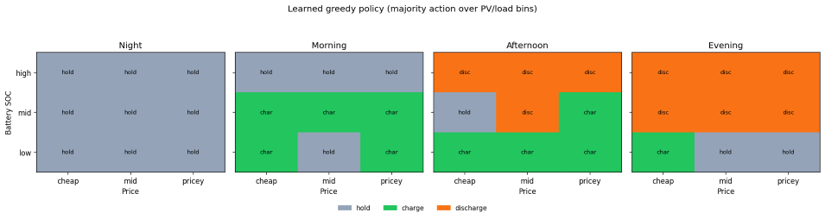 Learned greedy policy (majority action over PV/load bins)
Night Morning Afternoon Evening
Battery SOC
high hold hold hold hold hold hold disc disc disc disc disc disc
mid hold hold hold char char char hold disc char disc disc disc
low hold hold hold char hold char char char char char hold hold
cheap mid pricey cheap mid pricey cheap mid pricey cheap mid pricey
Price Price Price Price
hold charge discharge